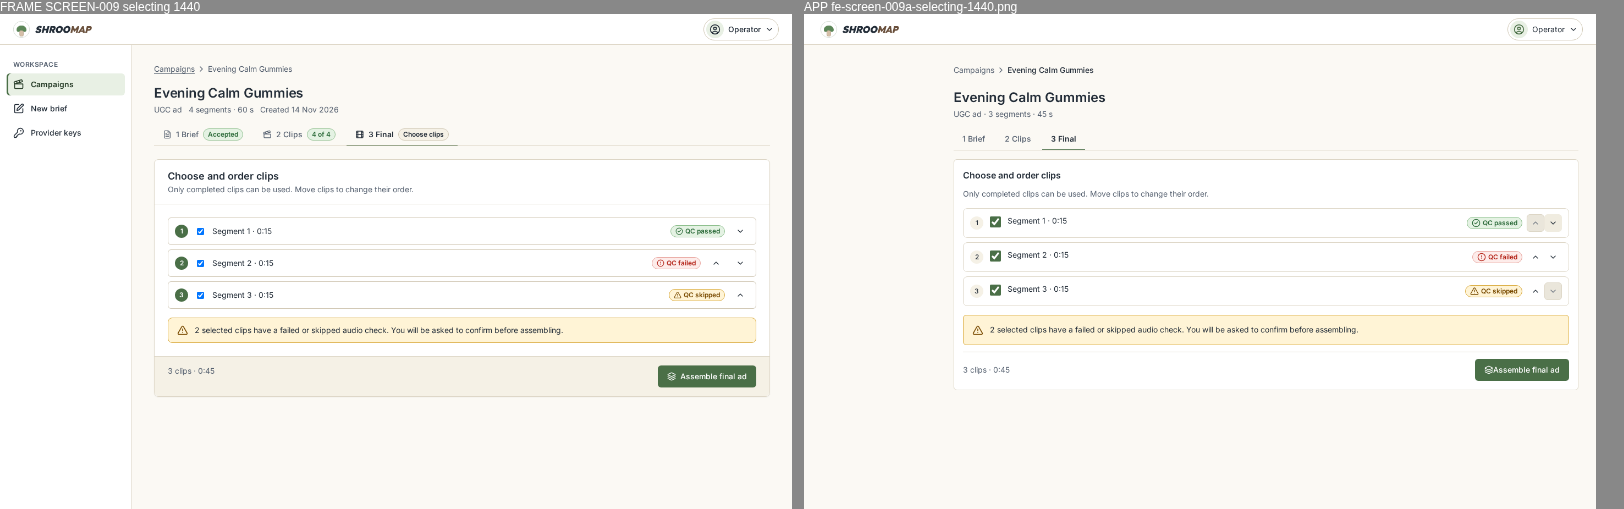 FRAME SCREEN-009 selecting 1440
SHROOMAP
Operator
WORKSPACE
Campaigns
New brief
Provider keys
Campaigns > Evening Calm Gummies
Evening Calm Gummies
UGC ad 4 segments · 60 s Created 14 Nov 2026
1 Brief Accepted 2 Clips 4 of 4 3 Final Choose clips
Choose and order clips
Only completed clips can be used. Move clips to change their order.
1 Segment 1 · 0:15 QC passed
2 Segment 2 · 0:15 QC failed
3 Segment 3 · 0:15 QC skipped
2 selected clips have a failed or skipped audio check. You will be asked to confirm before assembling.
3 clips · 0:45 Assemble final ad
APP fe-screen-009a-selecting-1440.png
SHROOMAP
Operator
Campaigns > Evening Calm Gummies
Evening Calm Gummies
UGC ad · 3 segments · 45 s
1 Brief 2 Clips 3 Final
Choose and order clips
Only completed clips can be used. Move clips to change their order.
1 Segment 1 · 0:15 QC passed
2 Segment 2 · 0:15 QC failed
3 Segment 3 · 0:15 QC skipped
2 selected clips have a failed or skipped audio check. You will be asked to confirm before assembling.
3 clips · 0:45 Assemble final ad